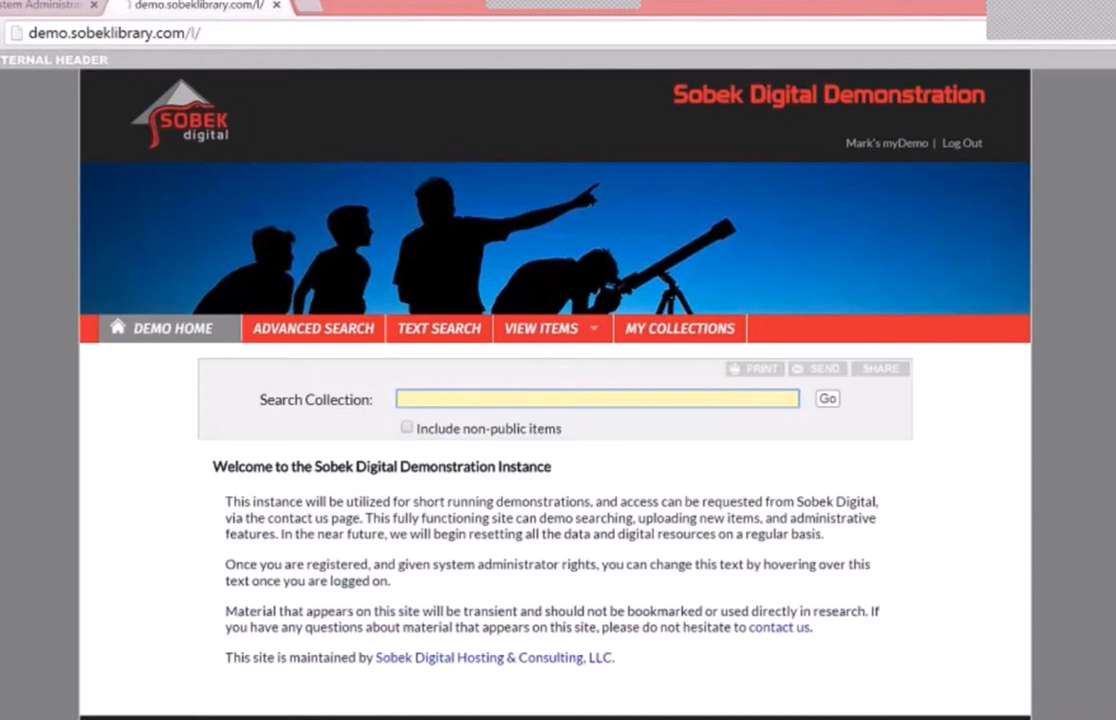 stem Administra
demo.sobeklibrary.com/l/
demo.sobeklibrary.com/l/
TERNAL HEADER
SOBEK
digital
Sobek Digital Demonstration
Mark's myDemo | Log Out
DEMO HOME ADVANCED SEARCH TEXT SEARCH VIEW ITEMS MY COLLECTIONS
PRINT SEND SHARE
Search Collection: Go
Include non-public items
Welcome to the Sobek Digital Demonstration Instance
This instance will be utilized for short running demonstrations, and access can be requested from Sobek Digital,
via the contact us page. This fully functioning site can demo searching, uploading new items, and administrative
features. In the near future, we will begin resetting all the data and digital resources on a regular basis.
Once you are registered, and given system administrator rights, you can change this text by hovering over this
text once you are logged on.
Material that appears on this site will be transient and should not be bookmarked or used directly in research. If
you have any questions about material that appears on this site, please do not hesitate to contact us.
This site is maintained by Sobek Digital Hosting & Consulting, LLC.